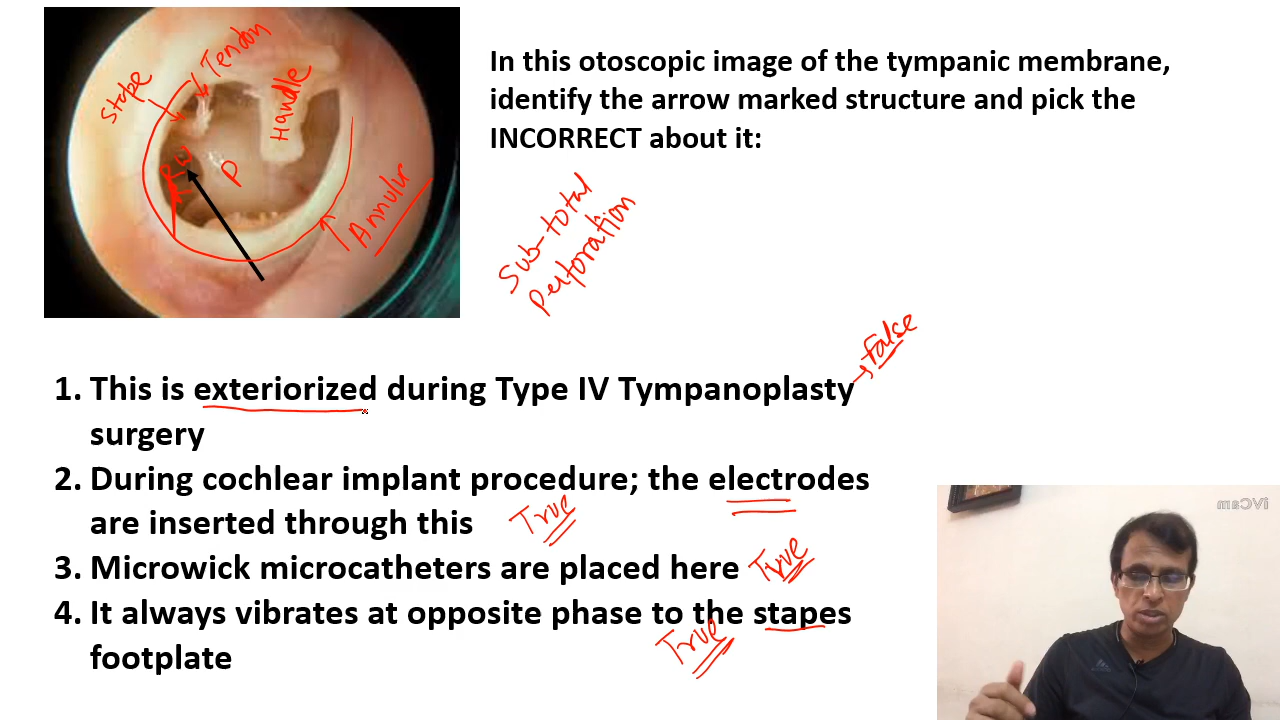 Stape
Tendon
Handle
RW
P
Annulur
In this otoscopic image of the tympanic membrane,
identify the arrow marked structure and pick the
INCORRECT about it:
Sub-total
Perforation
False
1. This is exteriorized during Type IV Tympanoplasty
surgery
2. During cochlear implant procedure; the electrodes
are inserted through this
True
3. Microwick microcatheters are placed here
True
4. It always vibrates at opposite phase to the stapes
footplate
True
iVCam